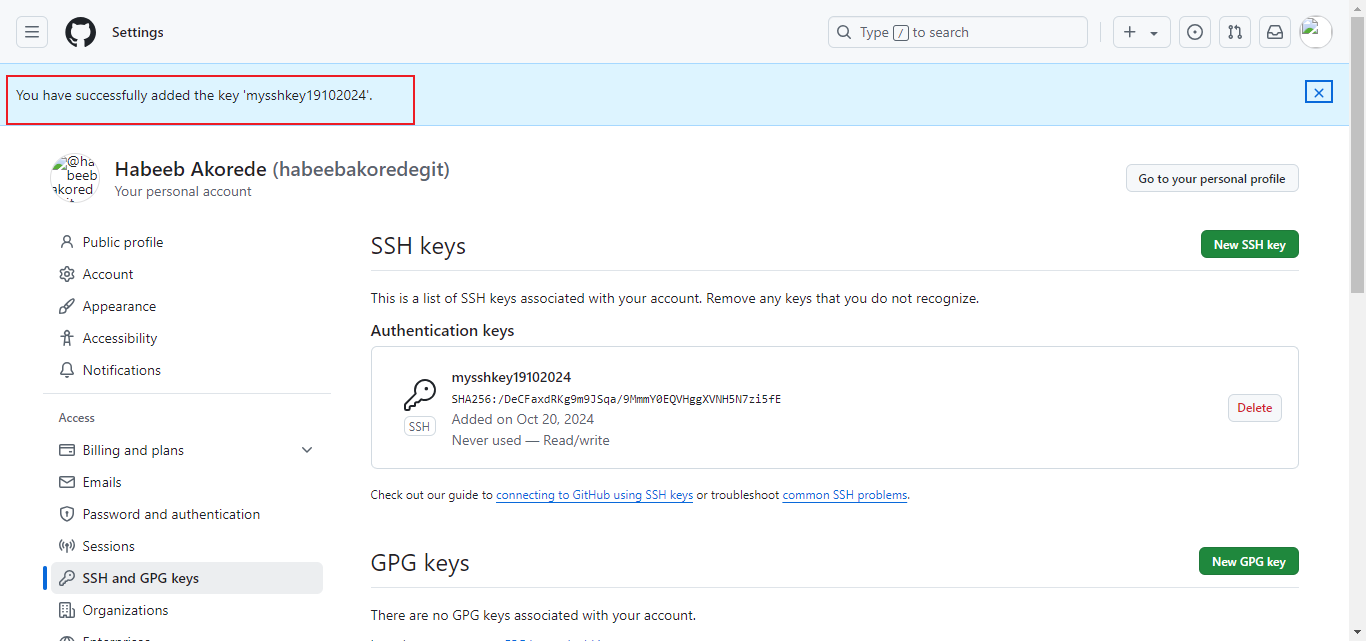 Settings
Type / to search
You have successfully added the key 'mysshkey19102024'.
@ha
beeb
akored
Habeeb Akorede (habeebakoredegit)
Your personal account
Go to your personal profile
Public profile
Account
Appearance
Accessibility
Notifications
Access
Billing and plans
Emails
Password and authentication
Sessions
SSH and GPG keys
Organizations
Enterprises
SSH keys
New SSH key
This is a list of SSH keys associated with your account. Remove any keys that you do not recognize.
Authentication keys
mysshkey19102024
SHA256:/DeCFaxdRKg9m9JSqa/9MmmY0EQVHggXVNH5N7zi5fE
Added on Oct 20, 2024
Never used — Read/write
SSH
Delete
Check out our guide to connecting to GitHub using SSH keys or troubleshoot common SSH problems.
GPG keys
New GPG key
There are no GPG keys associated with your account.